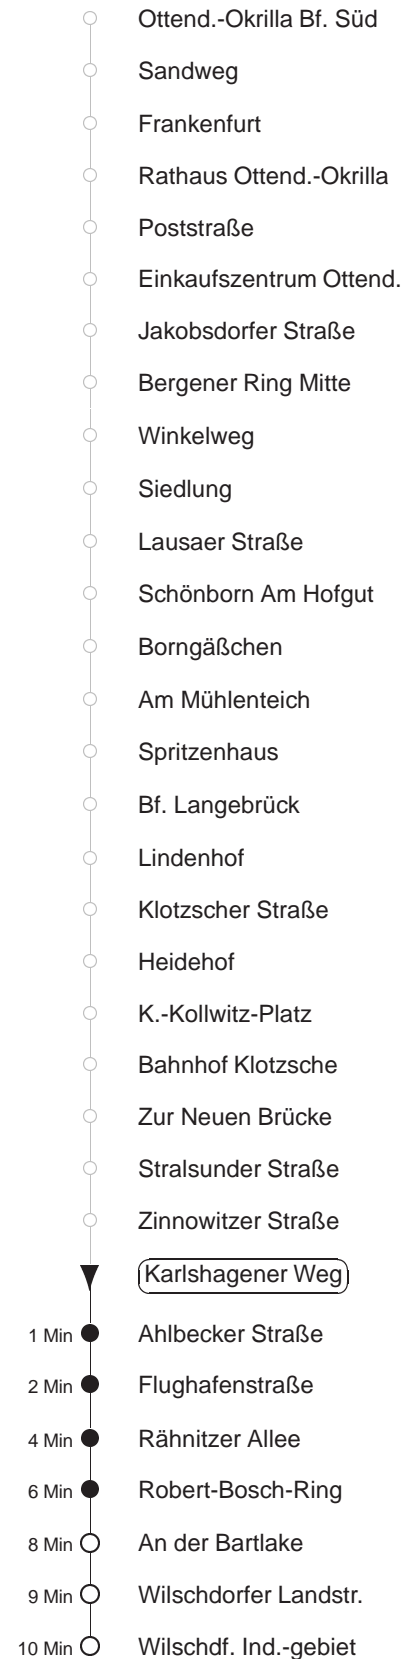 Ottend.-Okrilla Bf. Süd
Sandweg
Frankenfurt
Rathaus Ottend.-Okrilla
Poststraße
Einkaufszentrum Ottend.
Jakobsdorfer Straße
Bergener Ring Mitte
Winkelweg
Siedlung
Lausaer Straße
Schönborn Am Hofgut
Borngäßchen
Am Mühlenteich
Spritzenhaus
Bf. Langebrück
Lindenhof
Klotzscher Straße
Heidehof
K.-Kollwitz-Platz
Bahnhof Klotzsche
Zur Neuen Brücke
Stralsunder Straße
Zinnowitzer Straße
Karlshagener Weg
1 Min Ahlbecker Straße
2 Min Flughafenstraße
4 Min Rähnitzer Allee
6 Min Robert-Bosch-Ring
8 Min An der Bartlake
9 Min Wilschdorfer Landstr.
10 Min Wilschdf. Ind.-gebiet